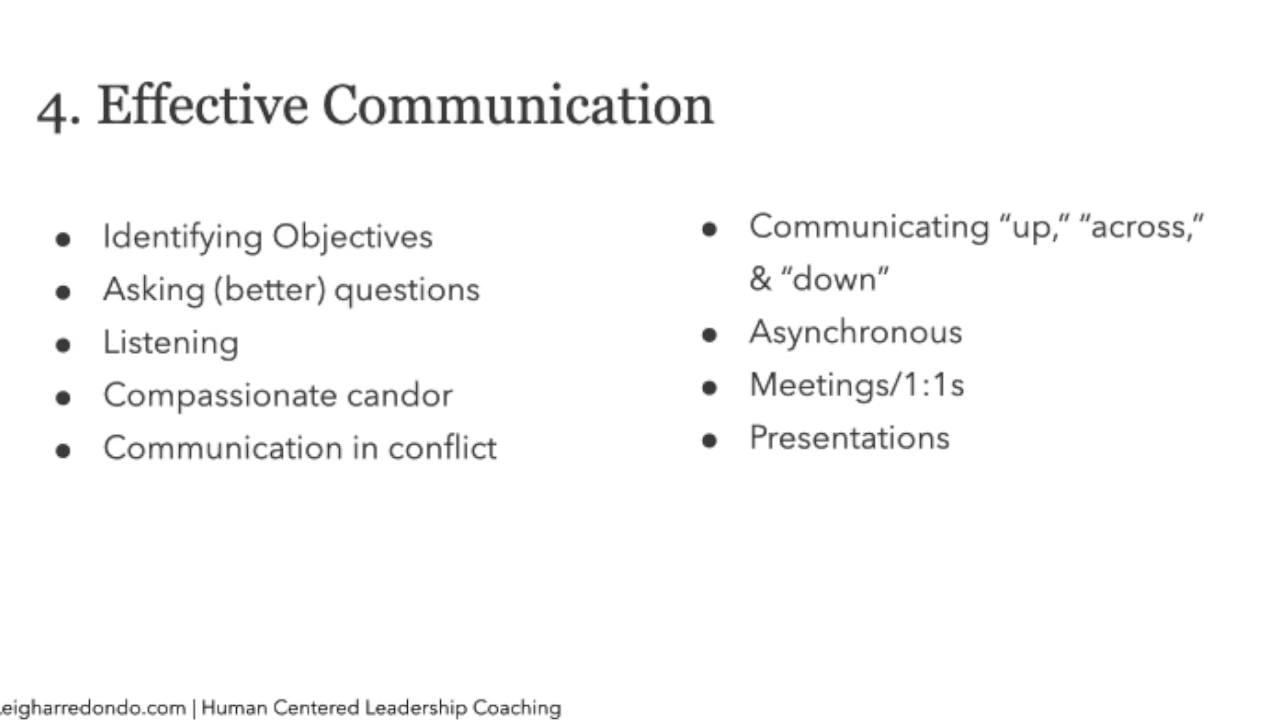 4. Effective Communication
● Identifying Objectives
● Asking (better) questions
● Listening
● Compassionate candor
● Communication in conflict
● Communicating “up,” “across,”
& “down”
● Asynchronous
● Meetings/1:1s
● Presentations
eigharredondo.com | Human Centered Leadership Coaching